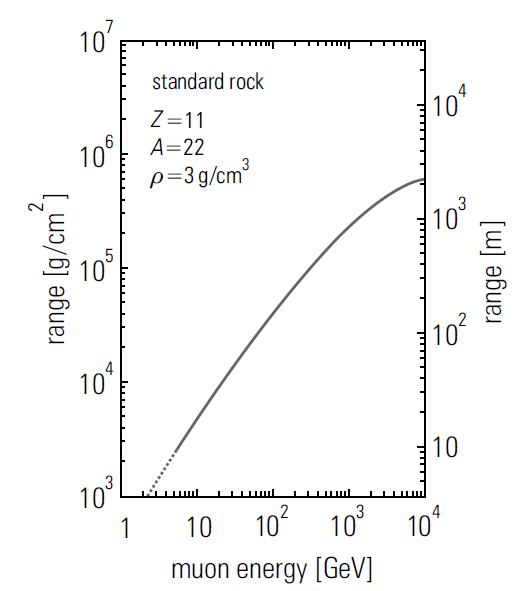 10⁷
10⁶
10⁵
10⁴
10³
range [g/cm²]
standard rock
Z=11
A=22
ρ=3 g/cm³
10⁴
10³
10²
10
range [m]
1 10 10² 10³ 10⁴
muon energy [GeV]